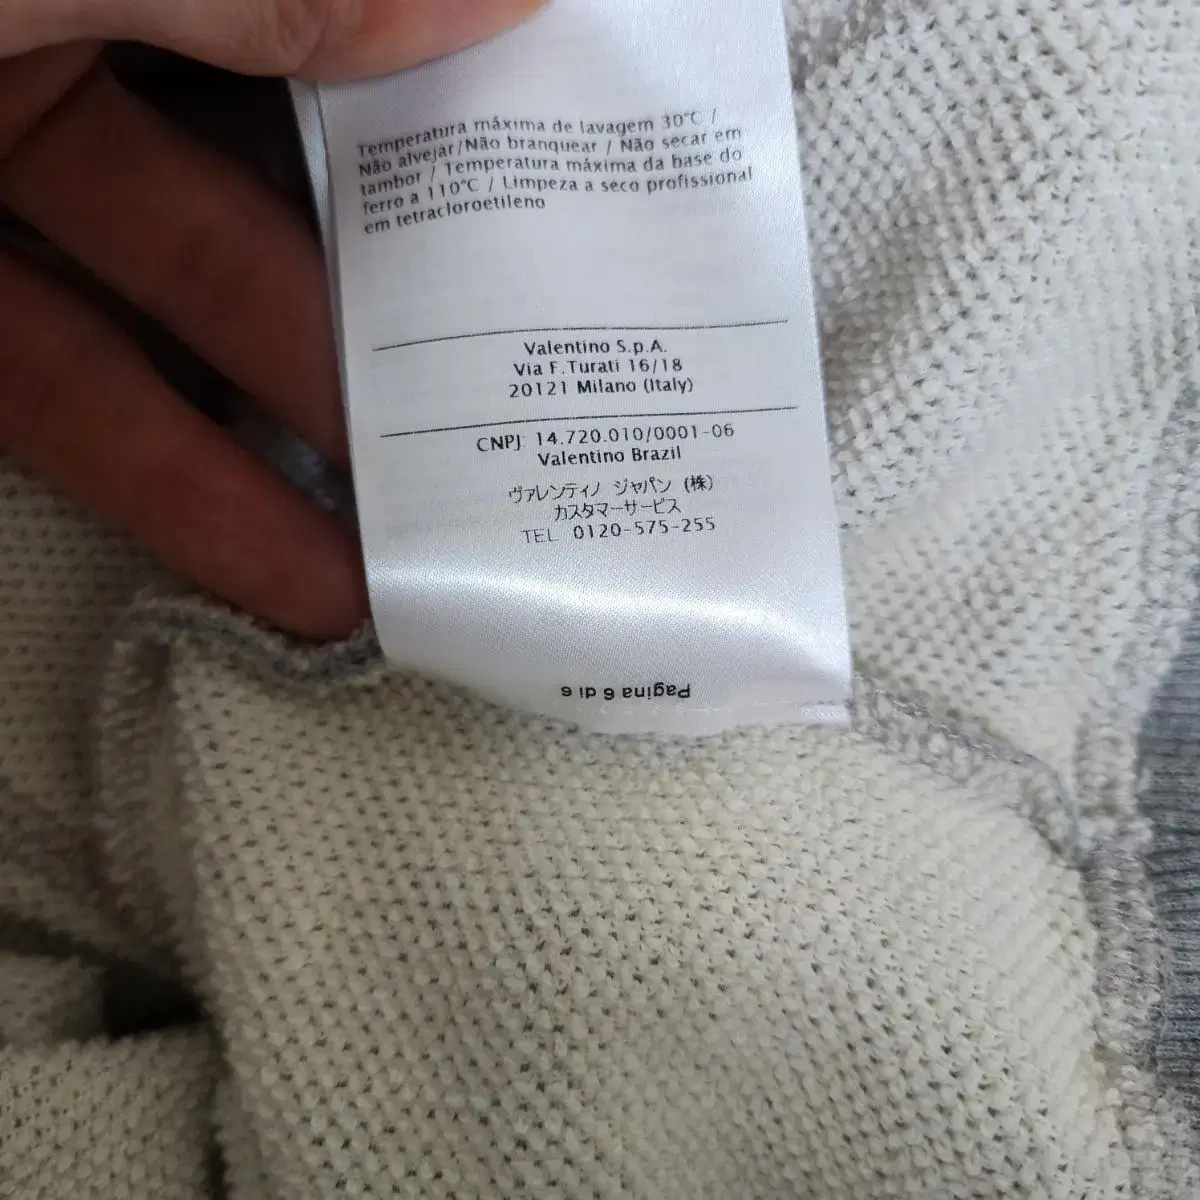 Temperatura máxima de lavagem 30°C /
Não alvejar/Não branquear / Não secar em
tambor / Temperatura máxima da base do
ferro a 110°C / Limpeza a seco profissional
em tetracloroetileno
Valentino S.p.A.
Via F.Turati 16/18
20121 Milano (Italy)
CNPJ: 14.720.010/0001-06
Valentino Brazil
ヴァレンティノ ジャパン (株)
カスタマーサービス
TEL 0120-575-255
Pagina 6 di 6